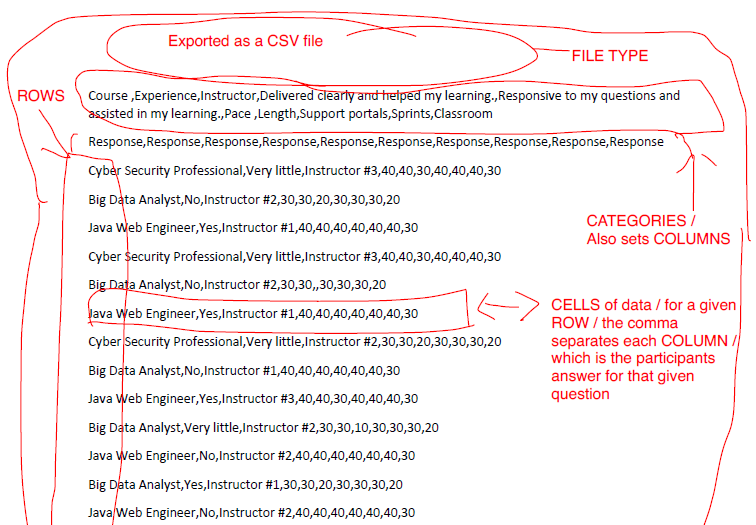 Exported as a CSV file
FILE TYPE
ROWS
Course ,Experience,Instructor,Delivered clearly and helped my learning.,Responsive to my questions and
assisted in my learning.,Pace ,Length,Support portals,Sprints,Classroom
Response,Response,Response,Response,Response,Response,Response,Response,Response,Response
Cyber Security Professional,Very little,Instructor #3,40,40,30,40,40,40,30
Big Data Analyst,No,Instructor #2,30,30,20,30,30,30,20
CATEGORIES /
Also sets COLUMNS
Java Web Engineer,Yes,Instructor #1,40,40,40,40,40,40,30
Cyber Security Professional,Very little,Instructor #3,40,40,30,40,40,40,30
Big Data Analyst,No,Instructor #2,30,30,,30,30,30,20
Java Web Engineer,Yes,Instructor #1,40,40,40,40,40,40,30
CELLS of data / for a given
ROW / the comma
separates each COLUMN /
which is the participants
answer for that given
question
Cyber Security Professional,Very little,Instructor #2,30,30,20,30,30,30,20
Big Data Analyst,No,Instructor #1,40,40,40,40,40,40,30
Java Web Engineer,Yes,Instructor #3,40,40,30,40,40,40,30
Big Data Analyst,Very little,Instructor #2,30,30,10,30,30,30,20
Java Web Engineer,No,Instructor #2,40,40,40,40,40,40,30
Big Data Analyst,Yes,Instructor #1,30,30,20,30,30,30,20
Java Web Engineer,No,Instructor #2,40,40,40,40,40,40,30